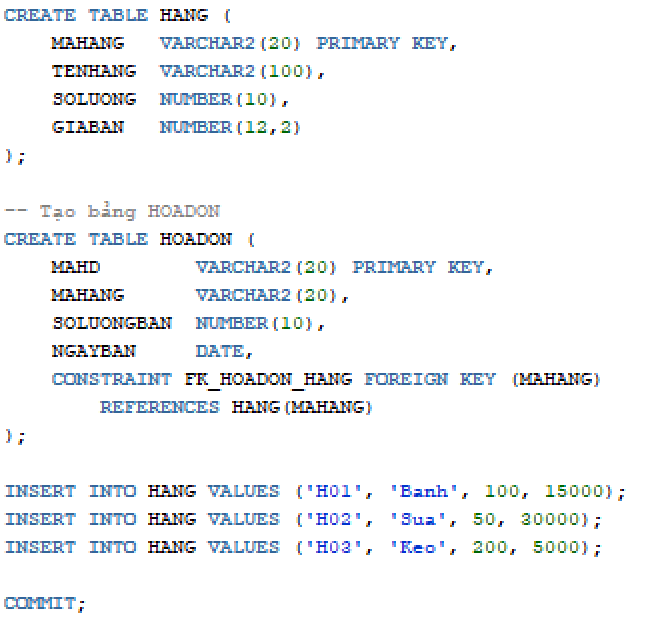 CREATE TABLE HANG (
    MAHANG   VARCHAR2(20) PRIMARY KEY,
    TENHANG  VARCHAR2(100),
    SOLUONG  NUMBER(10),
    GIABAN   NUMBER(12,2)
);

-- Tạo bảng HOADON
CREATE TABLE HOADON (
    MAHD        VARCHAR2(20) PRIMARY KEY,
    MAHANG      VARCHAR2(20),
    SOLUONGBAN  NUMBER(10),
    NGAYBAN     DATE,
    CONSTRAINT FK_HOADON_HANG FOREIGN KEY (MAHANG)
        REFERENCES HANG(MAHANG)
);

INSERT INTO HANG VALUES ('H01', 'Banh', 100, 15000);
INSERT INTO HANG VALUES ('H02', 'Sua', 50, 30000);
INSERT INTO HANG VALUES ('H03', 'Keo', 200, 5000);

COMMIT;